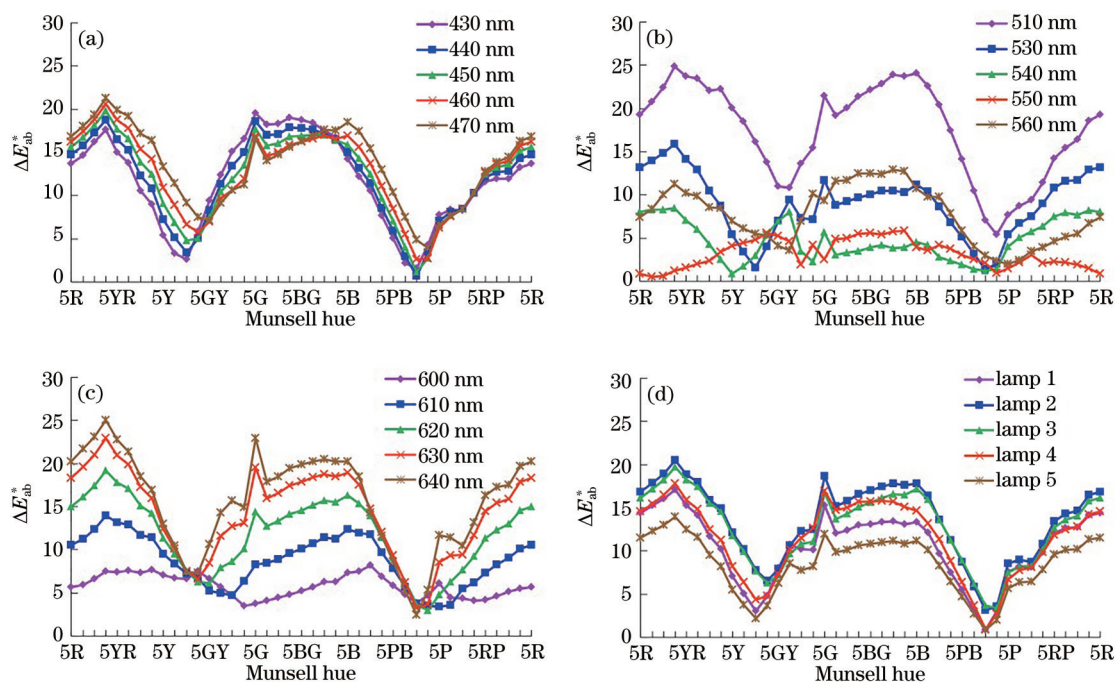 (a)
430 nm
440 nm
450 nm
460 nm
470 nm
ΔE*ab
30
25
20
15
10
5
0
5R 5YR 5Y 5GY 5G 5BG 5B 5PB 5P 5RP 5R
Munsell hue
(b)
510 nm
530 nm
540 nm
550 nm
560 nm
ΔE*ab
30
25
20
15
10
5
0
5R 5YR 5Y 5GY 5G 5BG 5B 5PB 5P 5RP 5R
Munsell hue
(c)
600 nm
610 nm
620 nm
630 nm
640 nm
ΔE*ab
30
25
20
15
10
5
0
5R 5YR 5Y 5GY 5G 5BG 5B 5PB 5P 5RP 5R
Munsell hue
(d)
lamp 1
lamp 2
lamp 3
lamp 4
lamp 5
ΔE*ab
30
25
20
15
10
5
0
5R 5YR 5Y 5GY 5G 5BG 5B 5PB 5P 5RP 5R
Munsell hue